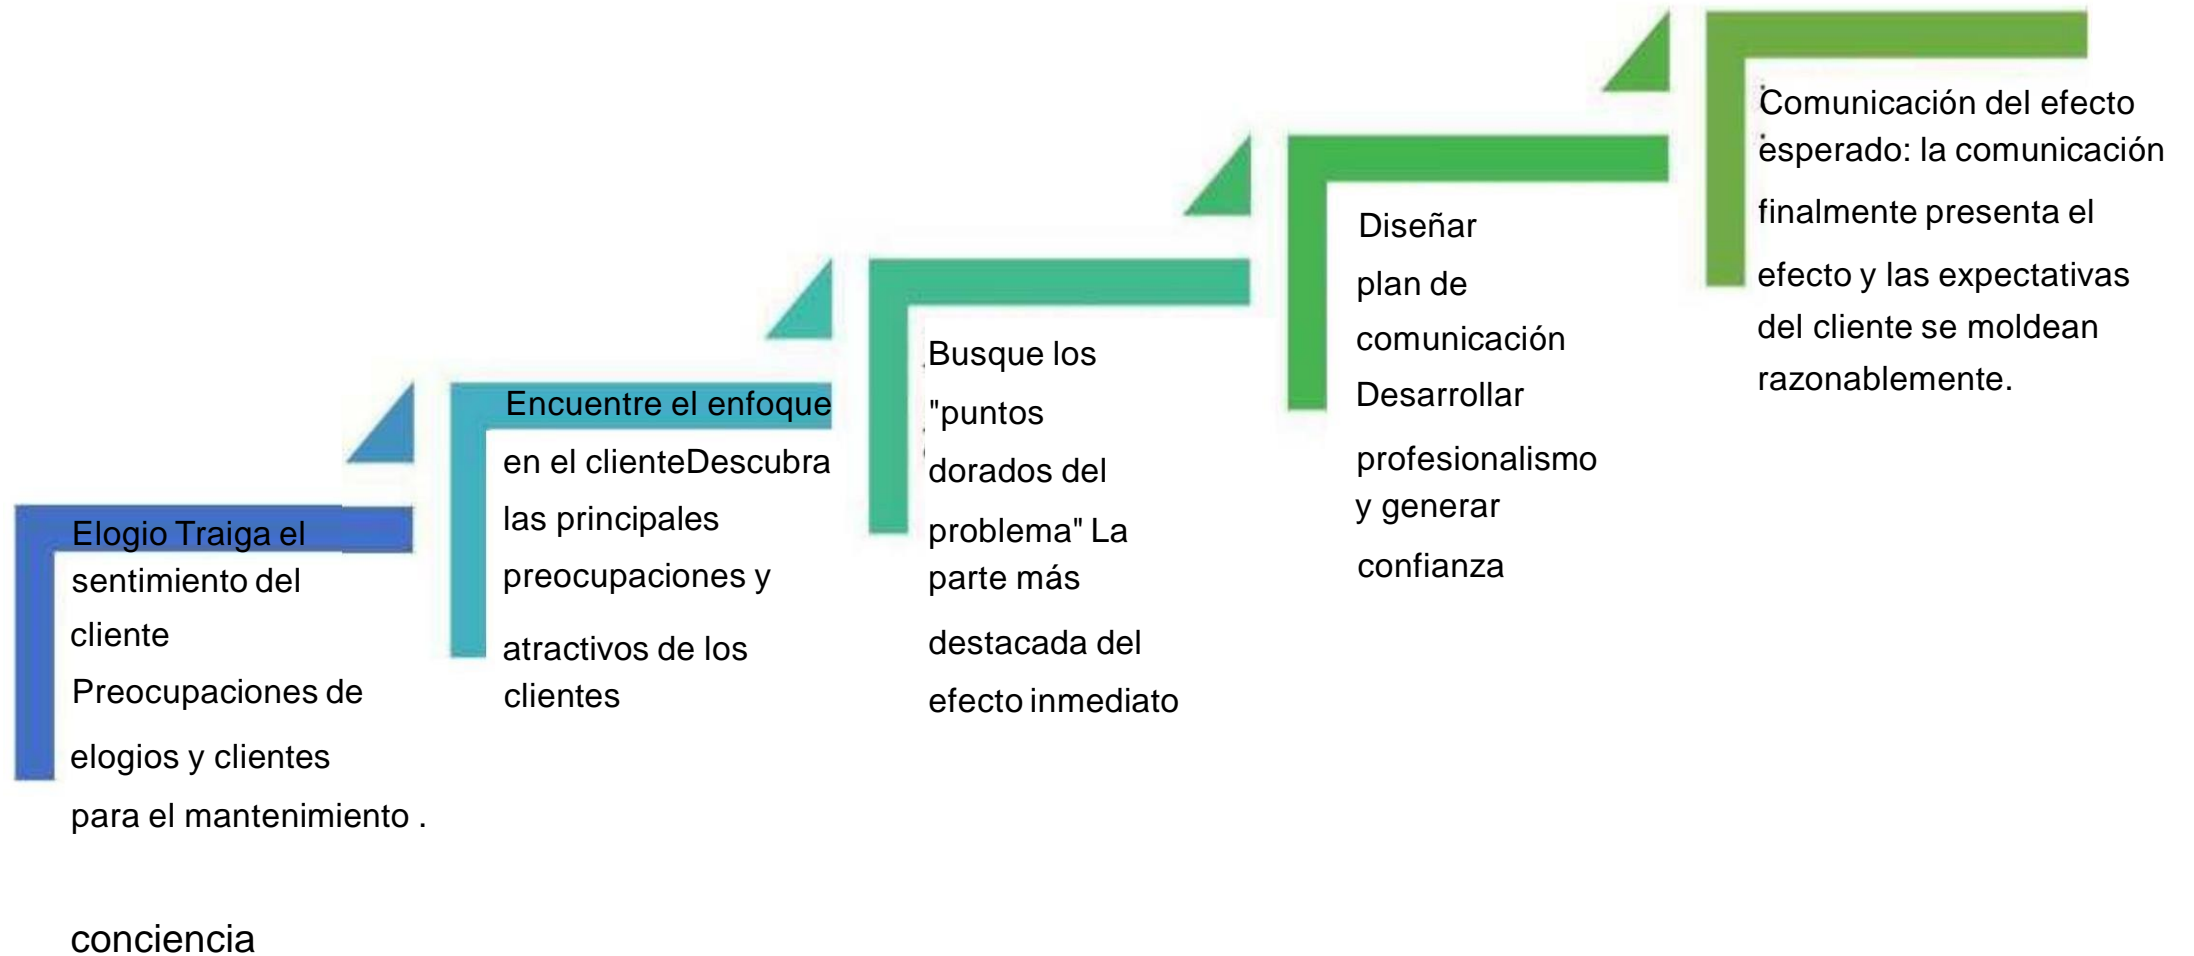 Elogio Traiga el
sentimiento del
cliente
Preocupaciones de
elogios y clientes
para el mantenimiento .
conciencia
Encuentre el enfoque
en el clienteDescubra
las principales
preocupaciones y
atractivos de los
clientes
Busque los
"puntos
dorados del
problema" La
parte más
destacada del
efecto inmediato
Diseñar
plan de
comunicación
Desarrollar
profesionalismo
y generar
confianza
Comunicación del efecto
esperado: la comunicación
finalmente presenta el
efecto y las expectativas
del cliente se moldean
razonablemente.